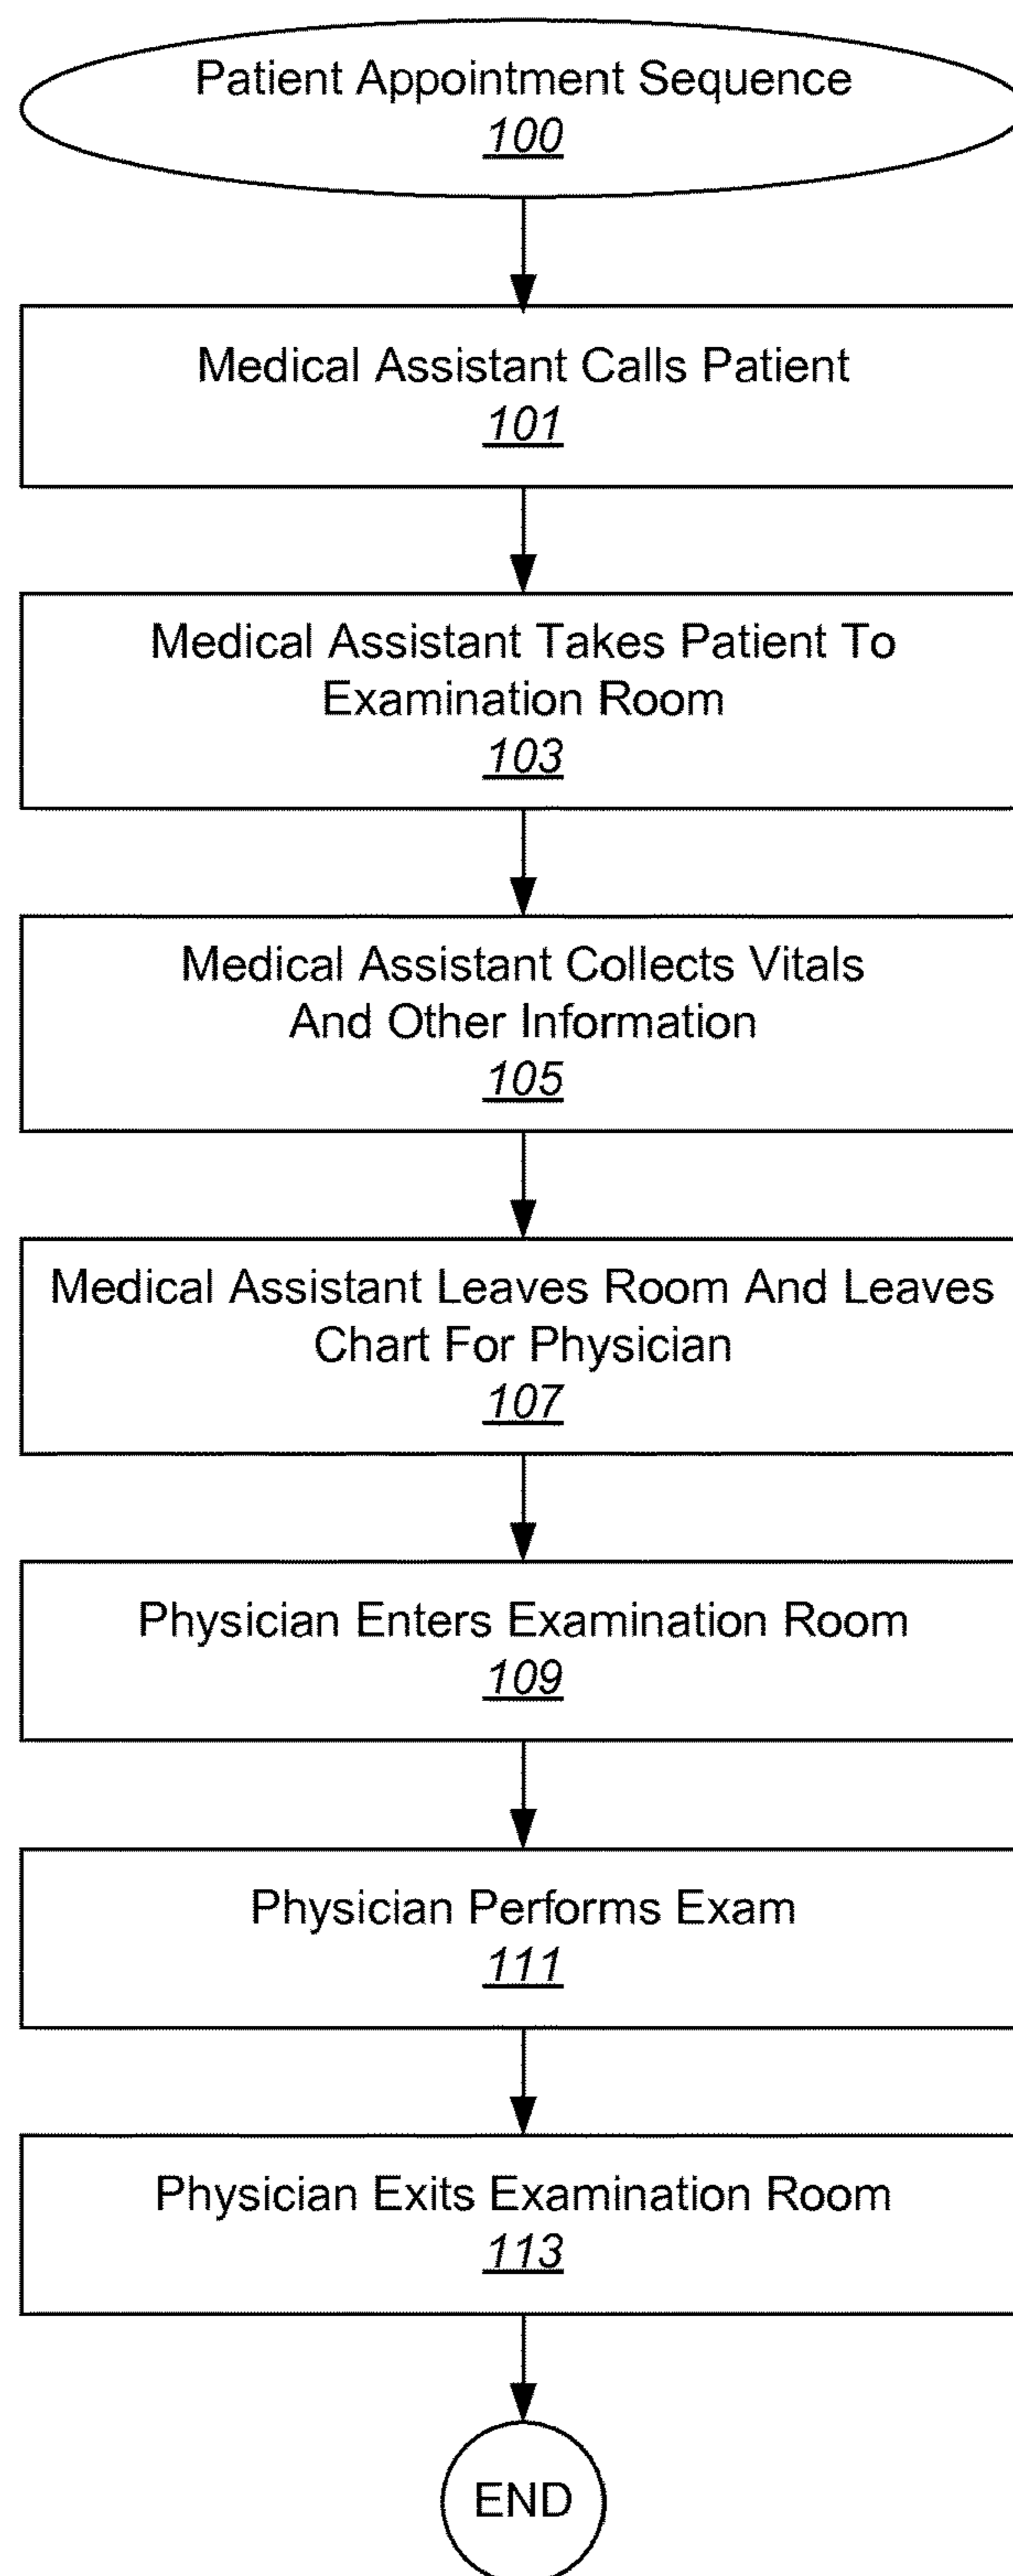 Patient Appointment Sequence
100
Medical Assistant Calls Patient
101
Medical Assistant Takes Patient To
Examination Room
103
Medical Assistant Collects Vitals
And Other Information
105
Medical Assistant Leaves Room And Leaves
Chart For Physician
107
Physician Enters Examination Room
109
Physician Performs Exam
111
Physician Exits Examination Room
113
END